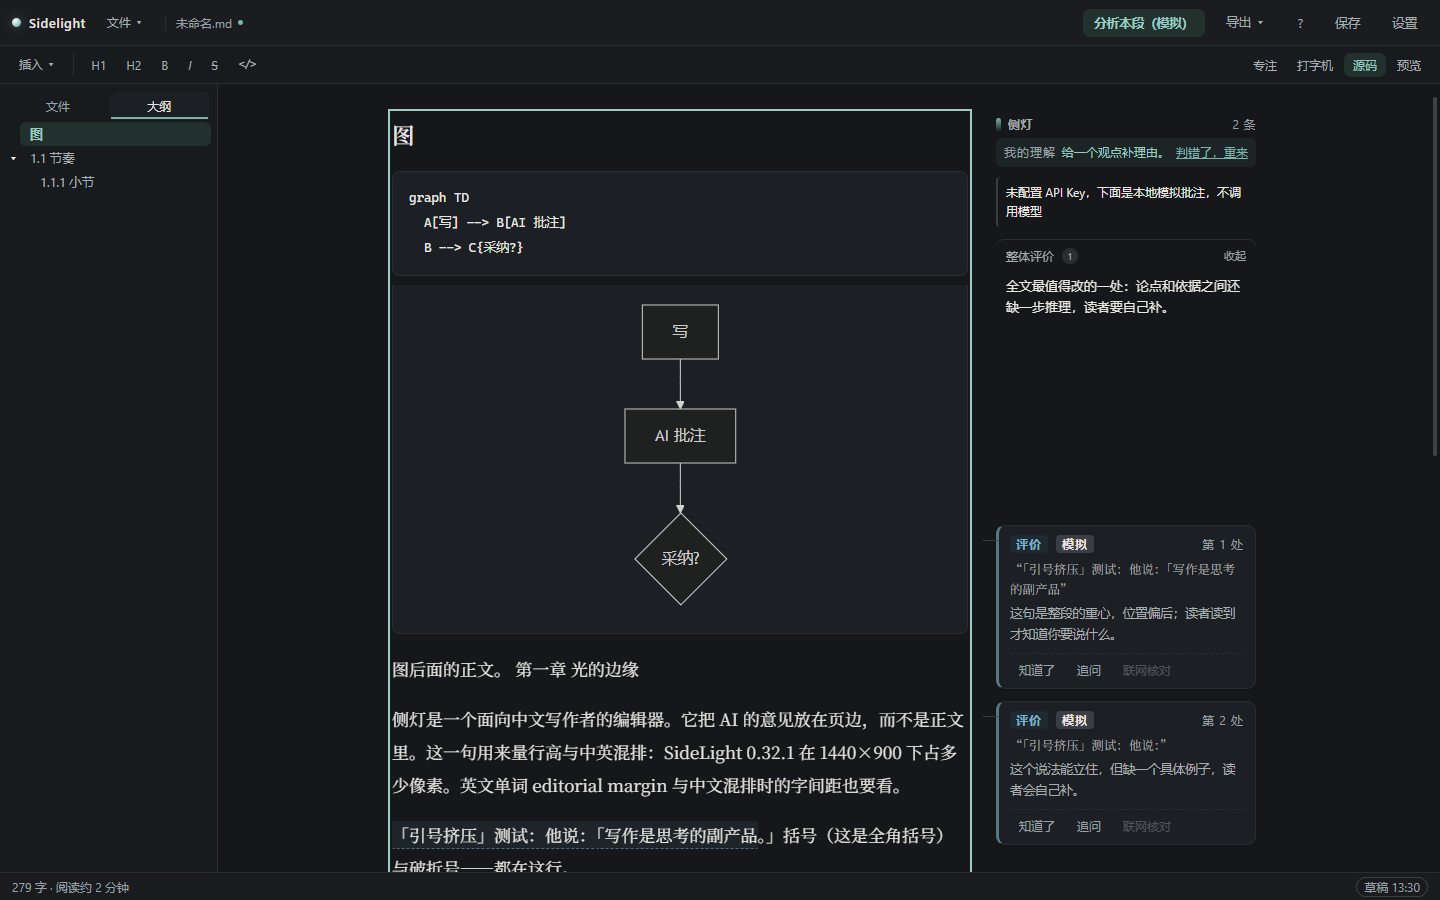 Sidelight 文件 未命名.md 分析本段（模拟） 导出 ? 保存 设置
插入 H1 H2 B I S </> 专注 打字机 源码 预览
文件 大纲
图
1.1 节奏
1.1.1 小节
图
graph TD
A[写] --> B[AI 批注]
B --> C{采纳?}
写
AI 批注
采纳?
图后面的正文。 第一章 光的边缘
侧灯是一个面向中文写作者的编辑器。它把 AI 的意见放在页边，而不是正文
里。这一句用来量行高与中英混排：SideLight 0.32.1 在 1440×900 下占多
少像素。英文单词 editorial margin 与中文混排时的字间距也要看。
「引号挤压」测试：他说：「写作是思考的副产品。」括号（这是全角括号）
与破折号——都在这行。
侧灯 2 条
我的理解 给一个观点补理由。 判错了，重来
未配置 API Key，下面是本地模拟批注，不调
用模型
整体评价 1 收起
全文最值得改的一处：论点和依据之间还
缺一步推理，读者要自己补。
评价 模拟 第 1 处
“「引号挤压」测试：他说：「写作是思考
的副产品”
这句是整段的重心，位置偏后；读者读到
才知道你要说什么。
知道了 追问 联网核对
评价 模拟 第 2 处
“「引号挤压」测试：他说：”
这个说法能立住，但缺一个具体例子，读
者会自己补。
知道了 追问 联网核对
279 字 · 阅读约 2 分钟 草稿 13:30